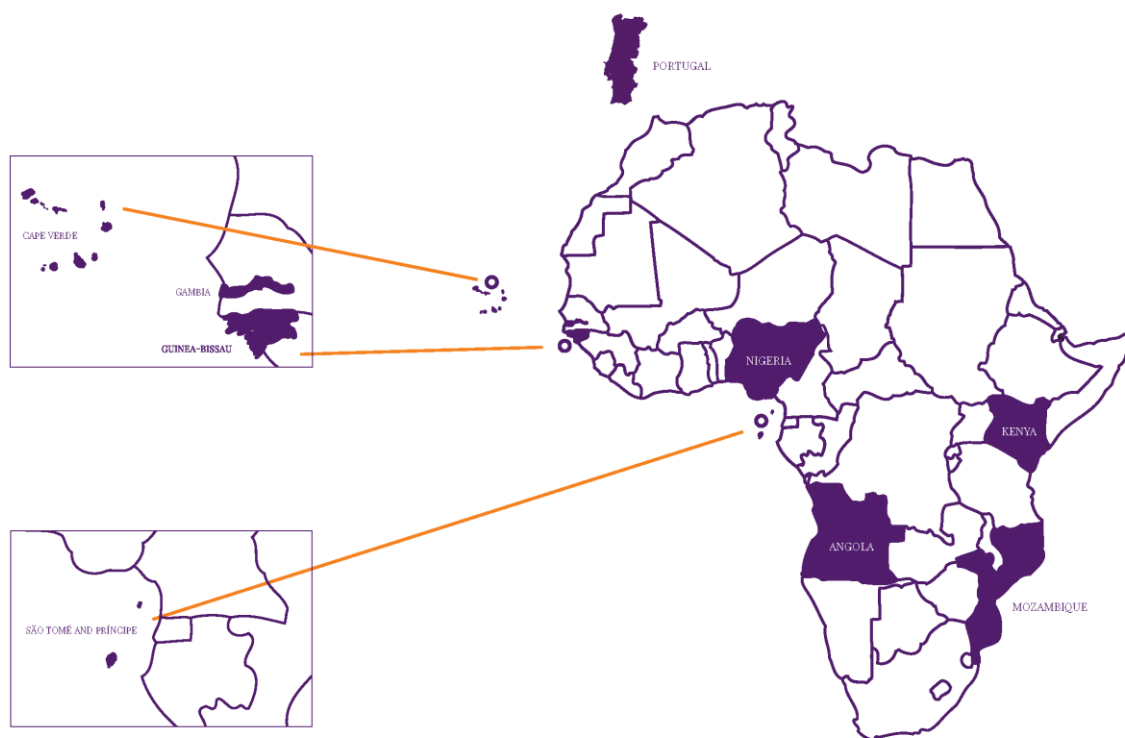 PORTUGAL
CAPE VERDE
GAMBIA
GUINEA-BISSAU
NIGERIA
KENYA
ANGOLA
MOZAMBIQUE
SÃO TOMÉ AND PRÍNCIPE